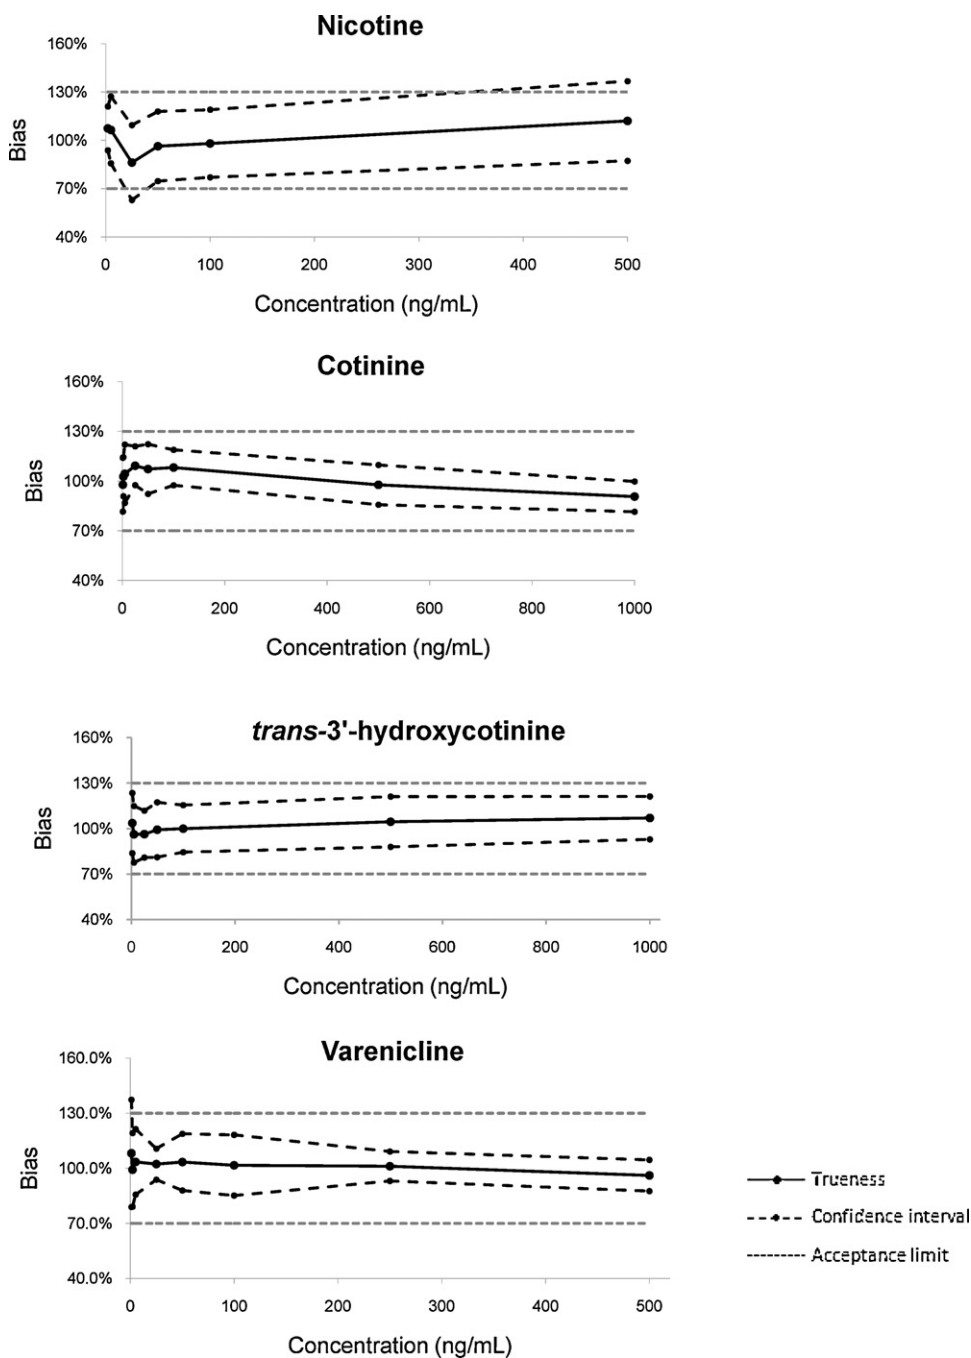 Nicotine
160%
130%
100%
70%
40%
Bias
0 100 200 300 400 500
Concentration (ng/mL)
Cotinine
160%
130%
100%
70%
40%
Bias
0 200 400 600 800 1000
Concentration (ng/mL)
trans-3'-hydroxycotinine
160%
130%
100%
70%
40%
Bias
0 200 400 600 800 1000
Concentration (ng/mL)
Varenicline
160.0%
130.0%
100.0%
70.0%
40.0%
Bias
0 100 200 300 400 500
Concentration (ng/mL)
Trueness
Confidence interval
Acceptance limit